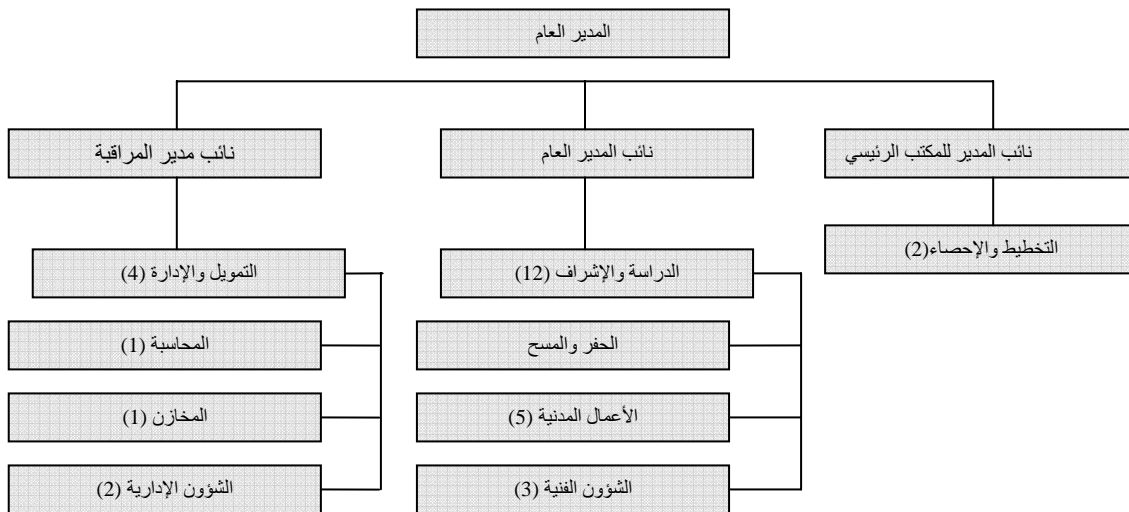 المدير العام
نائب المدير للمكتب الرئيسي
نائب المدير العام
نائب مدير المراقبة
التخطيط والإحصاء(2)
الدراسة والإشراف (12)
التمويل والإدارة (4)
الحفر والمسح
المحاسبة (1)
الأعمال المدنية (5)
المخازن (1)
الشؤون الفنية (3)
الشؤون الإدارية (2)